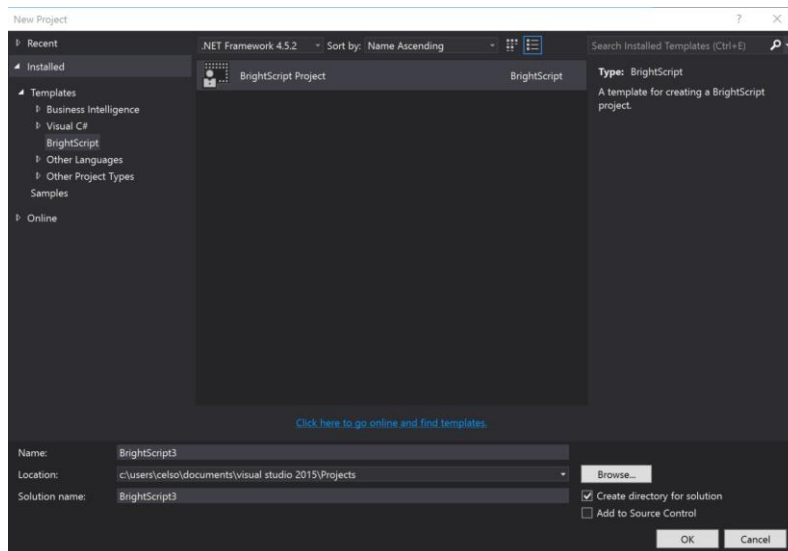 New Project
Recent
.NET Framework 4.5.2 Sort by: Name Ascending
Search Installed Templates (Ctrl+E)
Installed
Templates
Business Intelligence
Visual C#
BrightScript
Other Languages
Other Project Types
Samples
Online
BrightScript Project BrightScript
Type: BrightScript
A template for creating a BrightScript
project.
Click here to go online and find templates.
Name: BrightScript3
Location: c:\users\celso\documents\visual studio 2015\Projects Browse...
Solution name: BrightScript3
Create directory for solution
Add to Source Control
OK Cancel